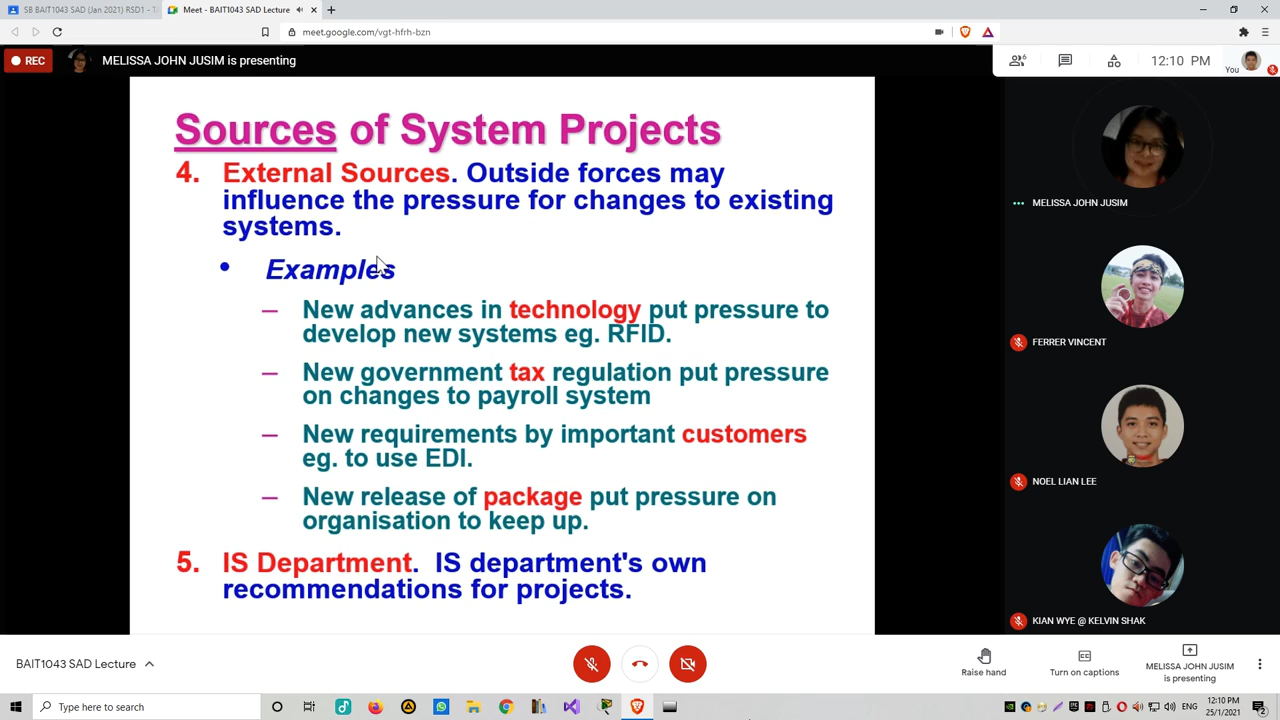 SB BAIT1043 SAD (Jan 2021) RSD1 - T
Meet - BAIT1043 SAD Lecture
meet.google.com/vgt-hfrh-bzn
REC
MELISSA JOHN JUSIM is presenting
6
12:10 PM
You
Sources of System Projects
4. External Sources. Outside forces may
influence the pressure for changes to existing
systems.
• Examples
– New advances in technology put pressure to
develop new systems eg. RFID.
– New government tax regulation put pressure
on changes to payroll system
– New requirements by important customers
eg. to use EDI.
– New release of package put pressure on
organisation to keep up.
5. IS Department. IS department's own
recommendations for projects.
MELISSA JOHN JUSIM
FERRER VINCENT
NOEL LIAN LEE
KIAN WYE @ KELVIN SHAK
BAIT1043 SAD Lecture
Raise hand
Turn on captions
MELISSA JOHN JUSIM
is presenting
Type here to search
ENG
12:10 PM
25/1/2021